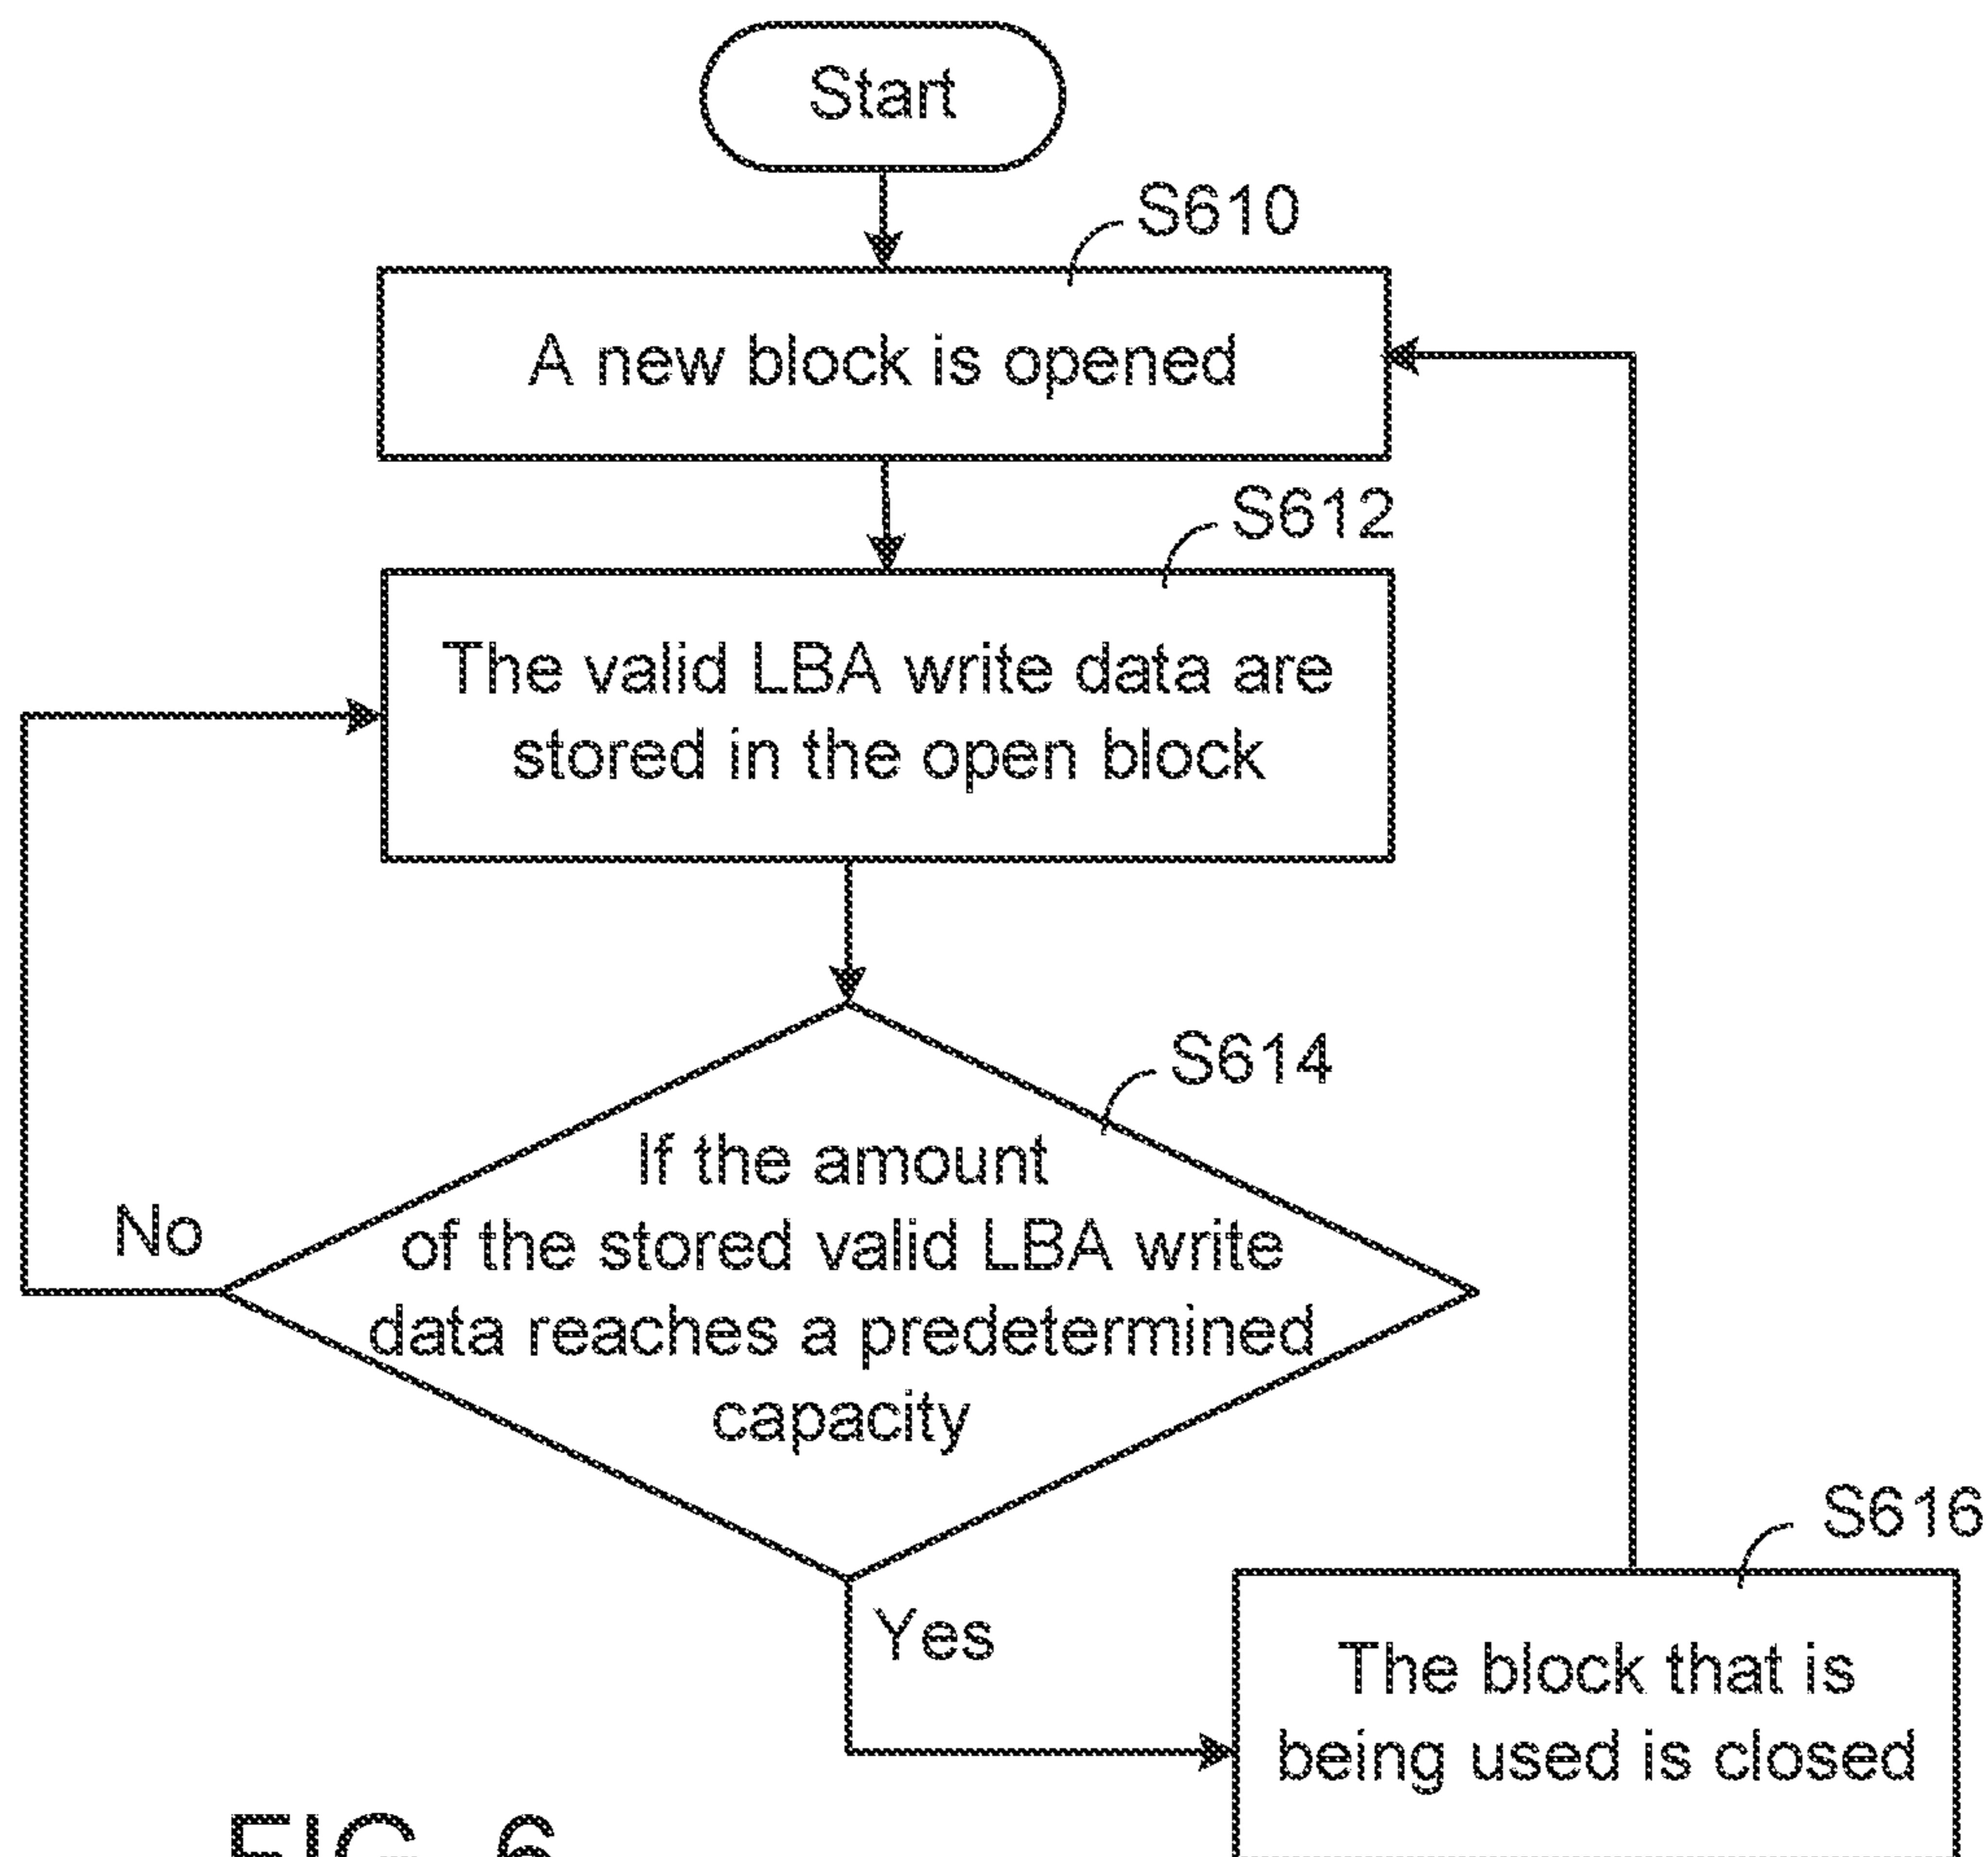 Start
S610
A new block is opened
S612
The valid LBA write data are
stored in the open block
S614
If the amount
of the stored valid LBA write
data reaches a predetermined
capacity
No
Yes
S616
The block that is
being used is closed
FIG. 6